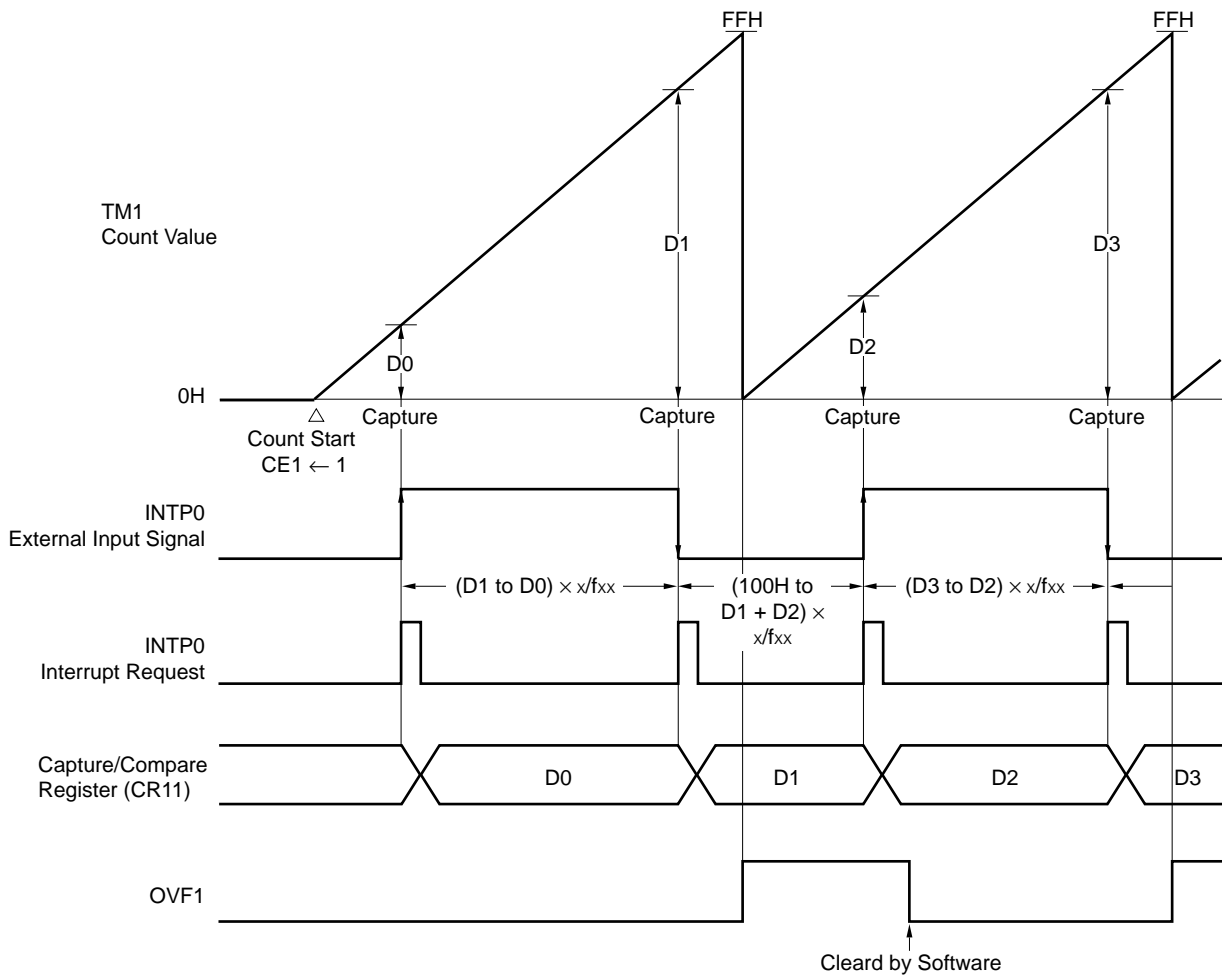 FFH
FFH
TM1
Count Value
D1
D3
D2
D0
0H
Capture
Capture
Capture
Capture
△
Count Start
CE1 ← 1
INTP0
External Input Signal
(D1 to D0) × x/fxx
(100H to
D1 + D2) ×
x/fxx
(D3 to D2) × x/fxx
INTP0
Interrupt Request
Capture/Compare
Register (CR11)
D0
D1
D2
D3
OVF1
Cleard by Software